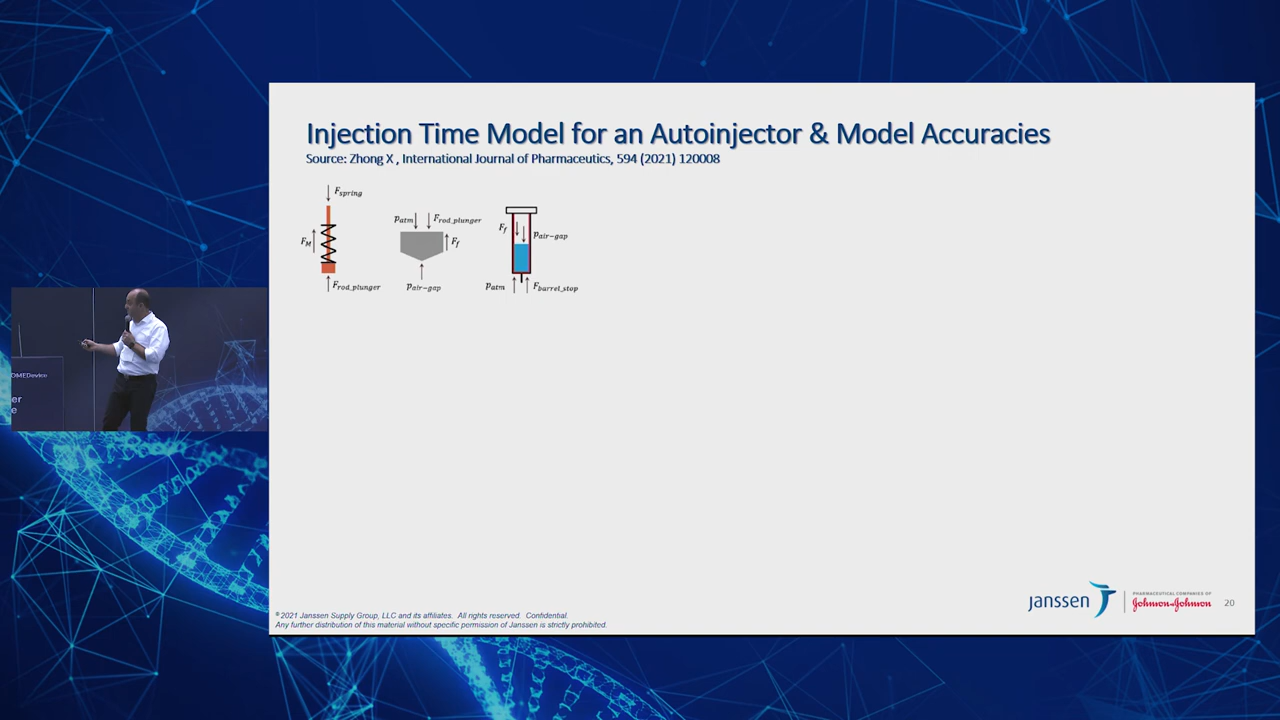 Injection Time Model for an Autoinjector & Model Accuracies
Source: Zhong X , International Journal of Pharmaceutics, 594 (2021) 120008
F_spring
F_M
F_rod_plunger
p_atm F_rod_plunger
F_f
p_air-gap
F_f
p_air-gap
p_atm F_barrel_stop
DMEDevice
er
e
janssen
PHARMACEUTICAL COMPANIES OF
Johnson-Johnson
20
© 2021 Janssen Supply Group, LLC and its affiliates. All rights reserved. Confidential.
Any further distribution of this material without specific permission of Janssen is strictly prohibited.